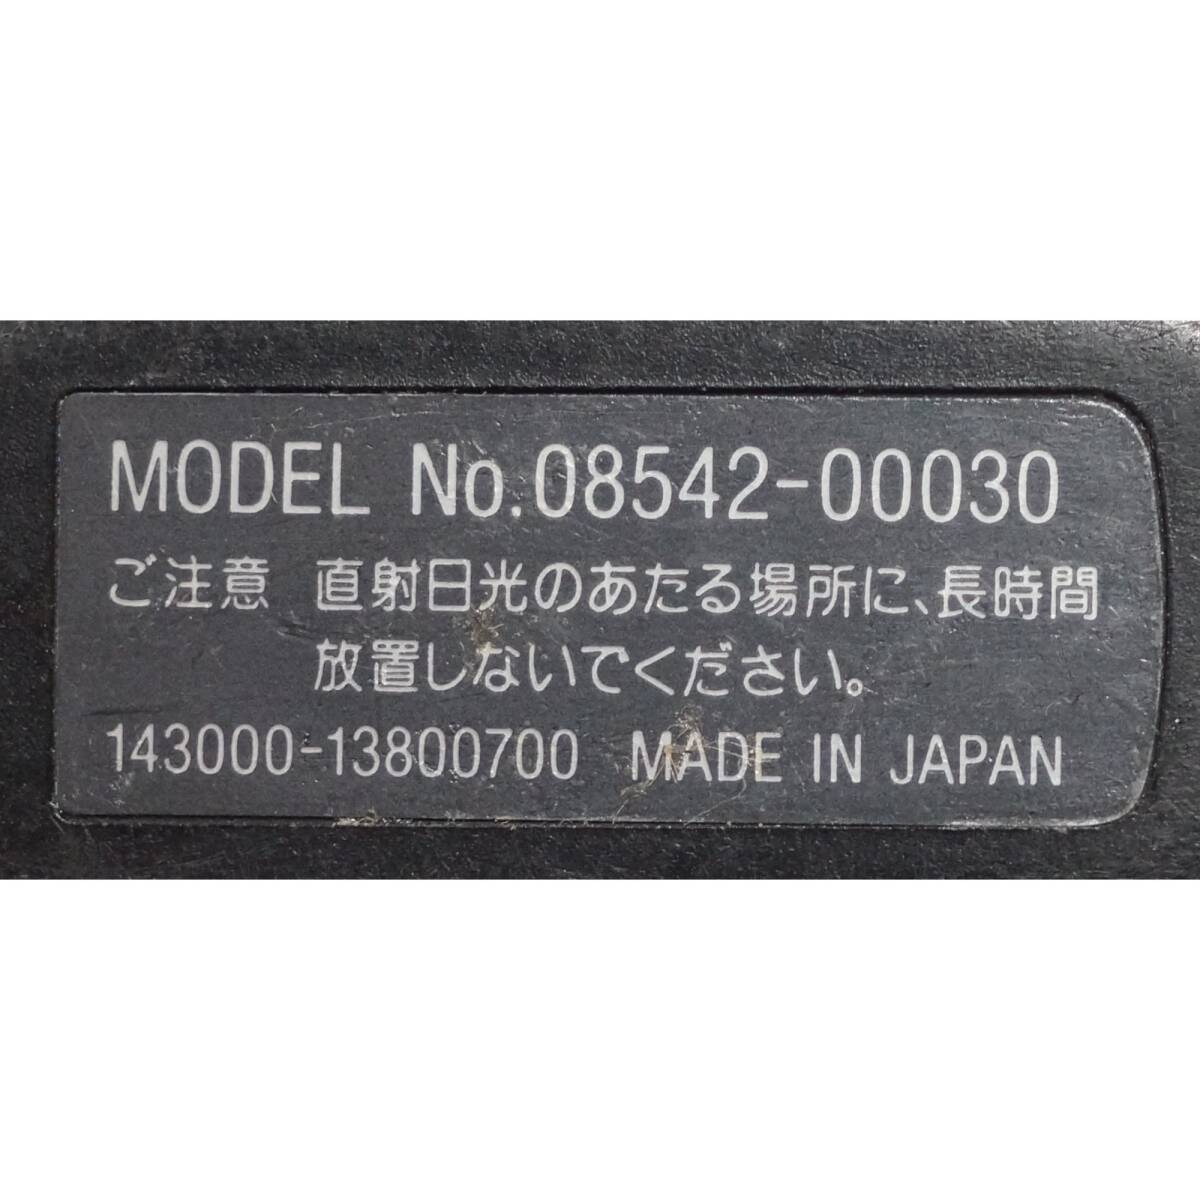 MODEL No.08542-00030
ご注意 直射日光のあたる場所に、長時間
放置しないでください。
143000-13800700 MADE IN JAPAN